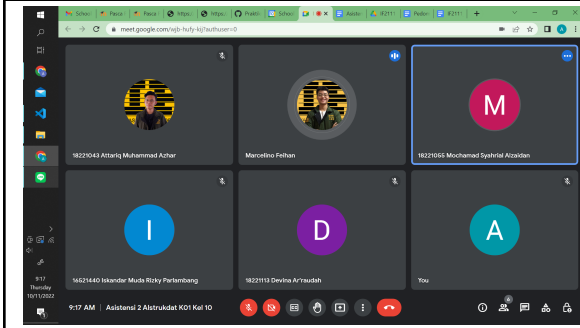 meet.google.com/wjb-hufy-kij?authuser=0
18221043 Attariq Muhammad Azhar
Marcelino Feihan
M
18221055 Mochamad Syahrial Alzaidan
I
16521440 Iskandar Muda Rizky Parlambang
D
18221113 Devina Ar'raudah
A
You
9:17
Thursday
10/11/2022
9:17 AM | Asistensi 2 Alstrukdat K01 Kel 10
6